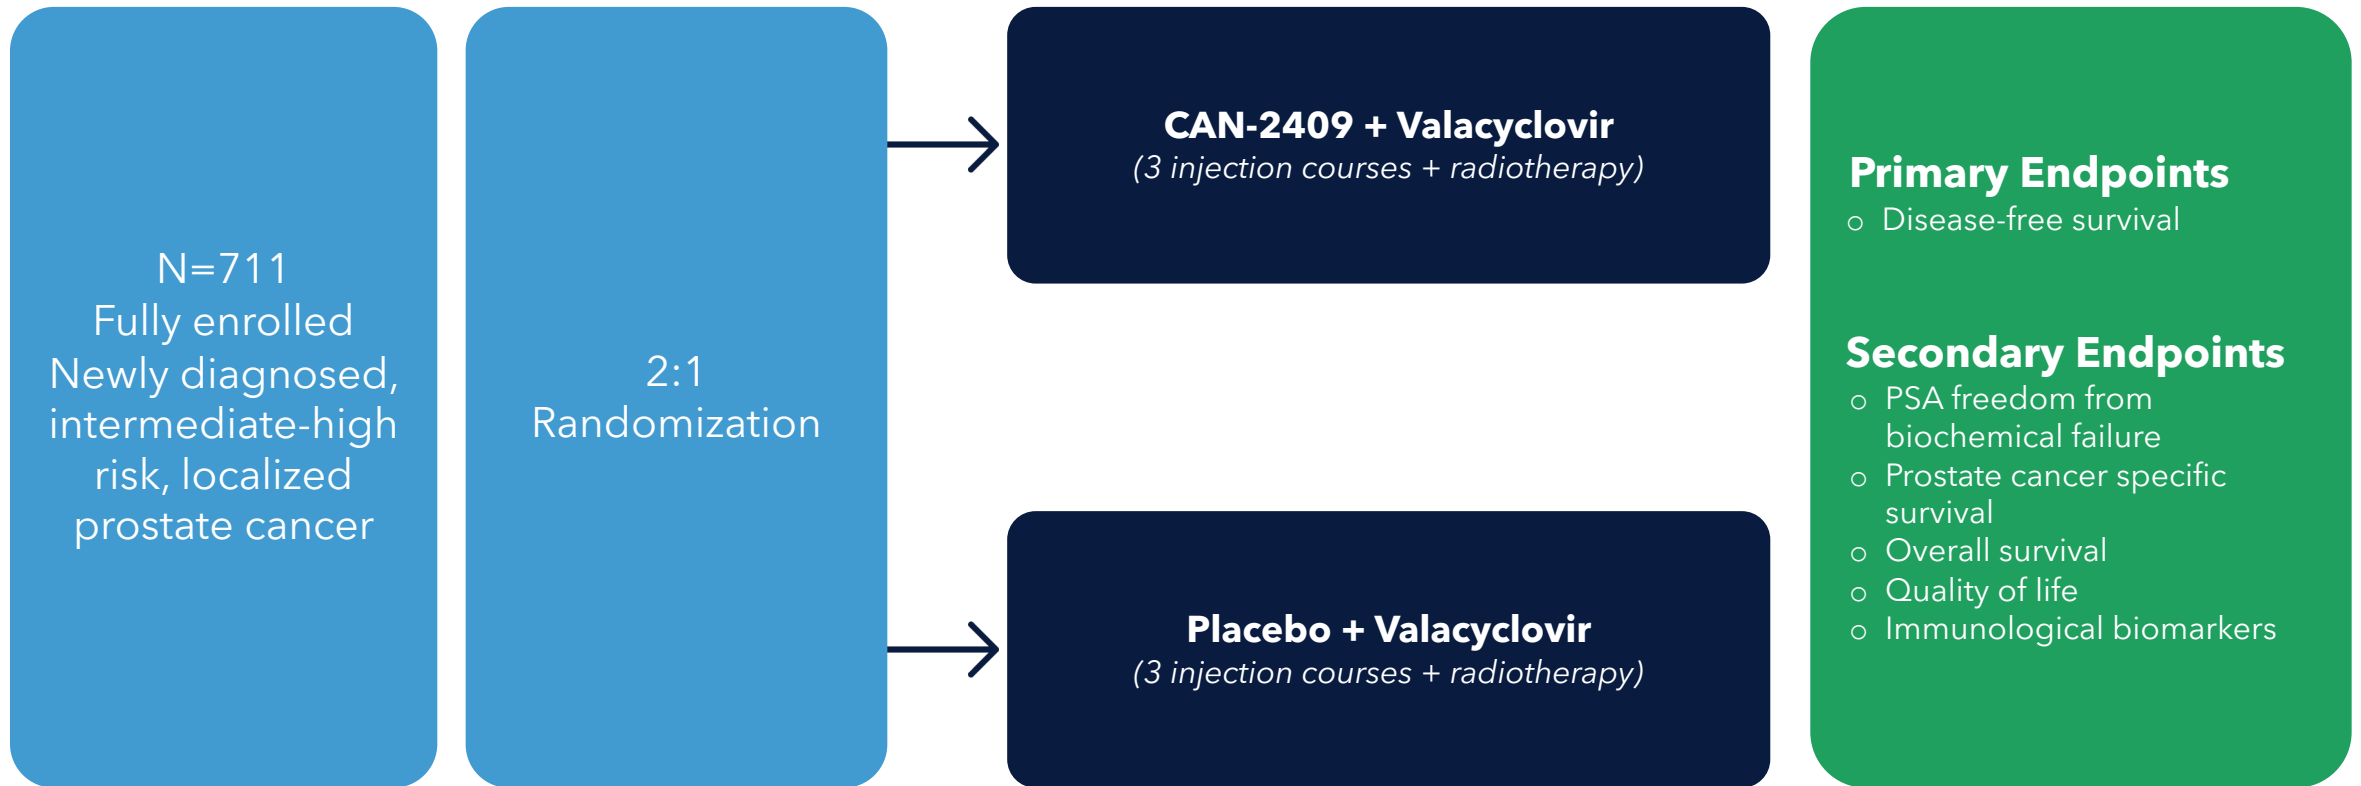 N=711
Fully enrolled
Newly diagnosed,
intermediate-high
risk, localized
prostate cancer
2:1
Randomization
CAN-2409 + Valacyclovir
(3 injection courses + radiotherapy)
Placebo + Valacyclovir
(3 injection courses + radiotherapy)
Primary Endpoints
o Disease-free survival
Secondary Endpoints
o PSA freedom from
biochemical failure
o Prostate cancer specific
survival
o Overall survival
o Quality of life
o Immunological biomarkers